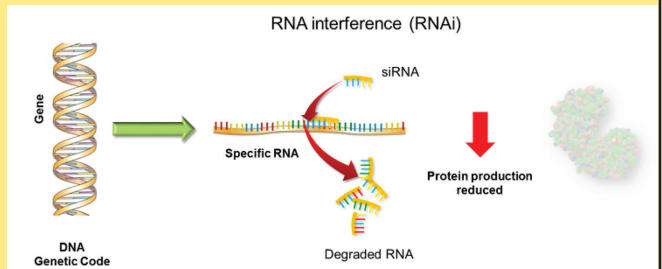 RNA interference (RNAi)
siRNA
Gene
Specific RNA
Protein production
reduced
Degraded RNA
DNA
Genetic Code